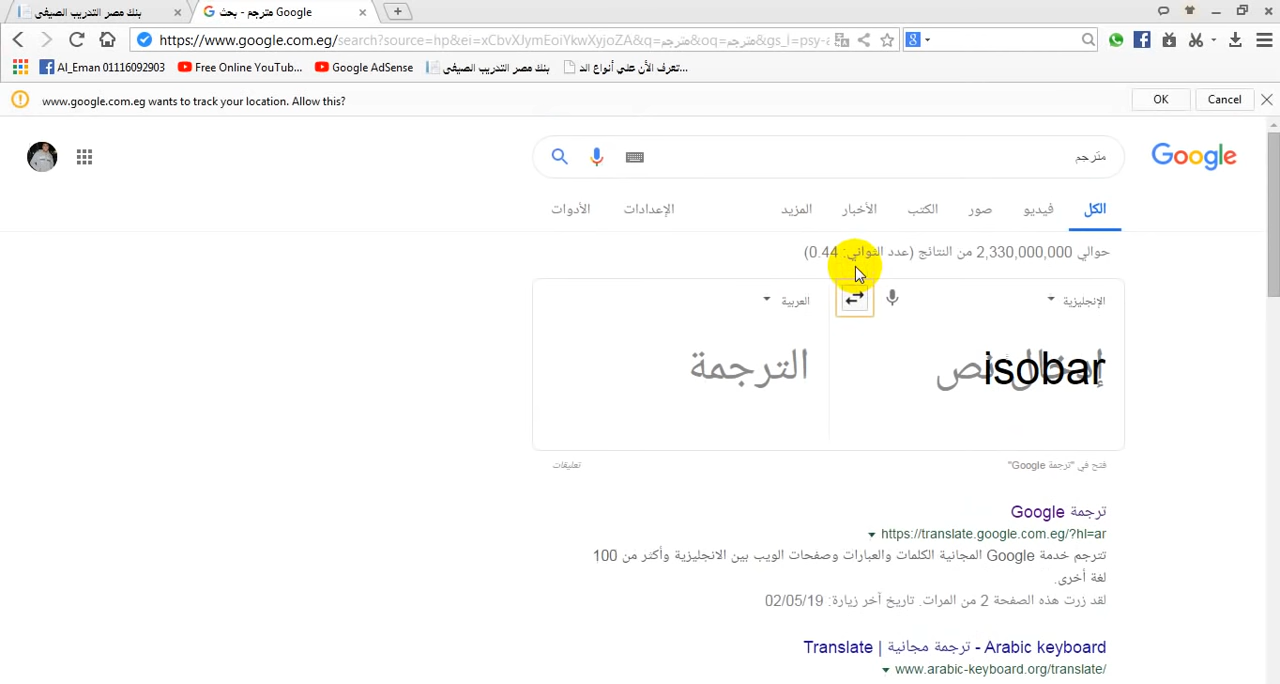 بنك مصر التدريب الصيفى
مترجم - بحث Google
https://www.google.com.eg/search?source=hp&ei=xCbvXJymEoiYkwXyjoZA&q=مترجم&oq=مترجم&gs_l=psy-a
Al_Eman 01116092903
Free Online YouTub...
Google AdSense
بنك مصر التدريب الصيفى
تعرف الأن علي أنواع الد...
www.google.com.eg wants to track your location. Allow this?
OK
Cancel
مترجم
Google
الكل
فيديو
صور
الكتب
الأخبار
المزيد
الإعدادات
الأدوات
حوالي 2,330,000,000 من النتائج (عدد الثواني: 0.44)
الإنجليزية
العربية
إدخال نص
isobar
الترجمة
فتح في "ترجمة Google"
تعليقات
ترجمة Google
https://translate.google.com.eg/?hl=ar
تترجم خدمة Google المجانية الكلمات والعبارات وصفحات الويب بين الانجليزية وأكثر من 100
لغة أخرى.
لقد زرت هذه الصفحة 2 من المرات. تاريخ آخر زيارة: 02/05/19
Translate | ترجمة مجانية - Arabic keyboard
www.arabic-keyboard.org/translate/